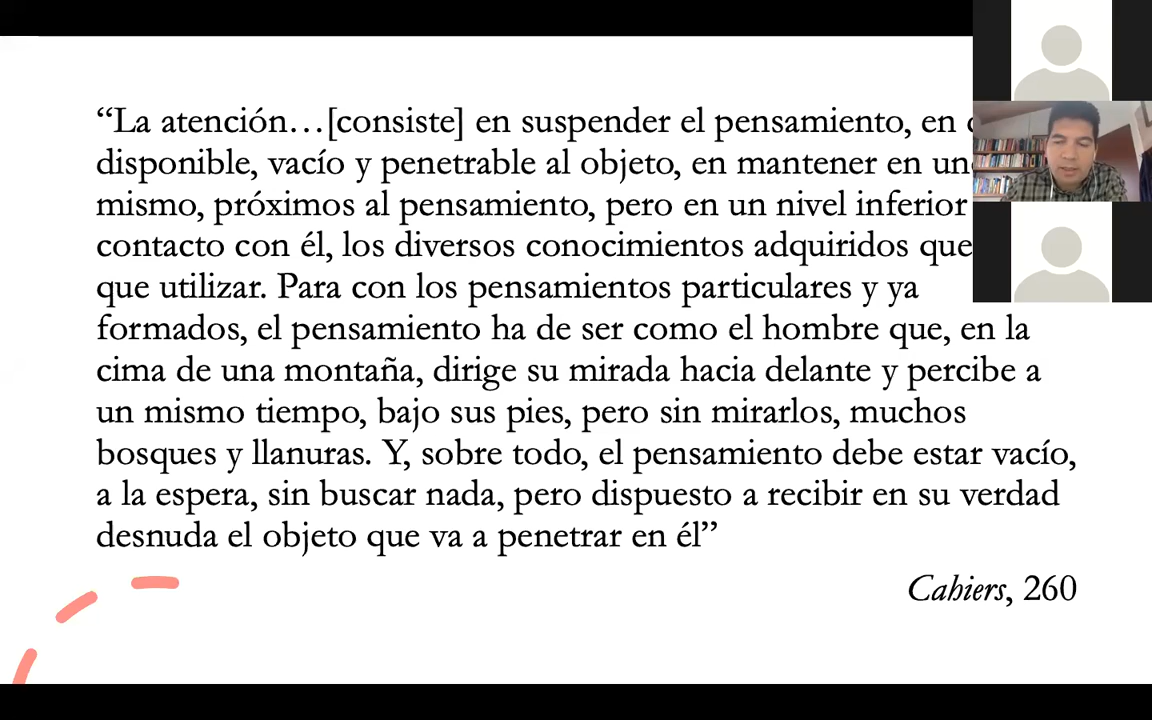 “La atención…[consiste] en suspender el pensamiento, en
disponible, vacío y penetrable al objeto, en mantener en
mismo, próximos al pensamiento, pero en un nivel inferior
contacto con él, los diversos conocimientos adquiridos que
que utilizar. Para con los pensamientos particulares y ya
formados, el pensamiento ha de ser como el hombre que, en la
cima de una montaña, dirige su mirada hacia delante y percibe a
un mismo tiempo, bajo sus pies, pero sin mirarlos, muchos
bosques y llanuras. Y, sobre todo, el pensamiento debe estar vacío,
a la espera, sin buscar nada, pero dispuesto a recibir en su verdad
desnuda el objeto que va a penetrar en él”
Cahiers, 260